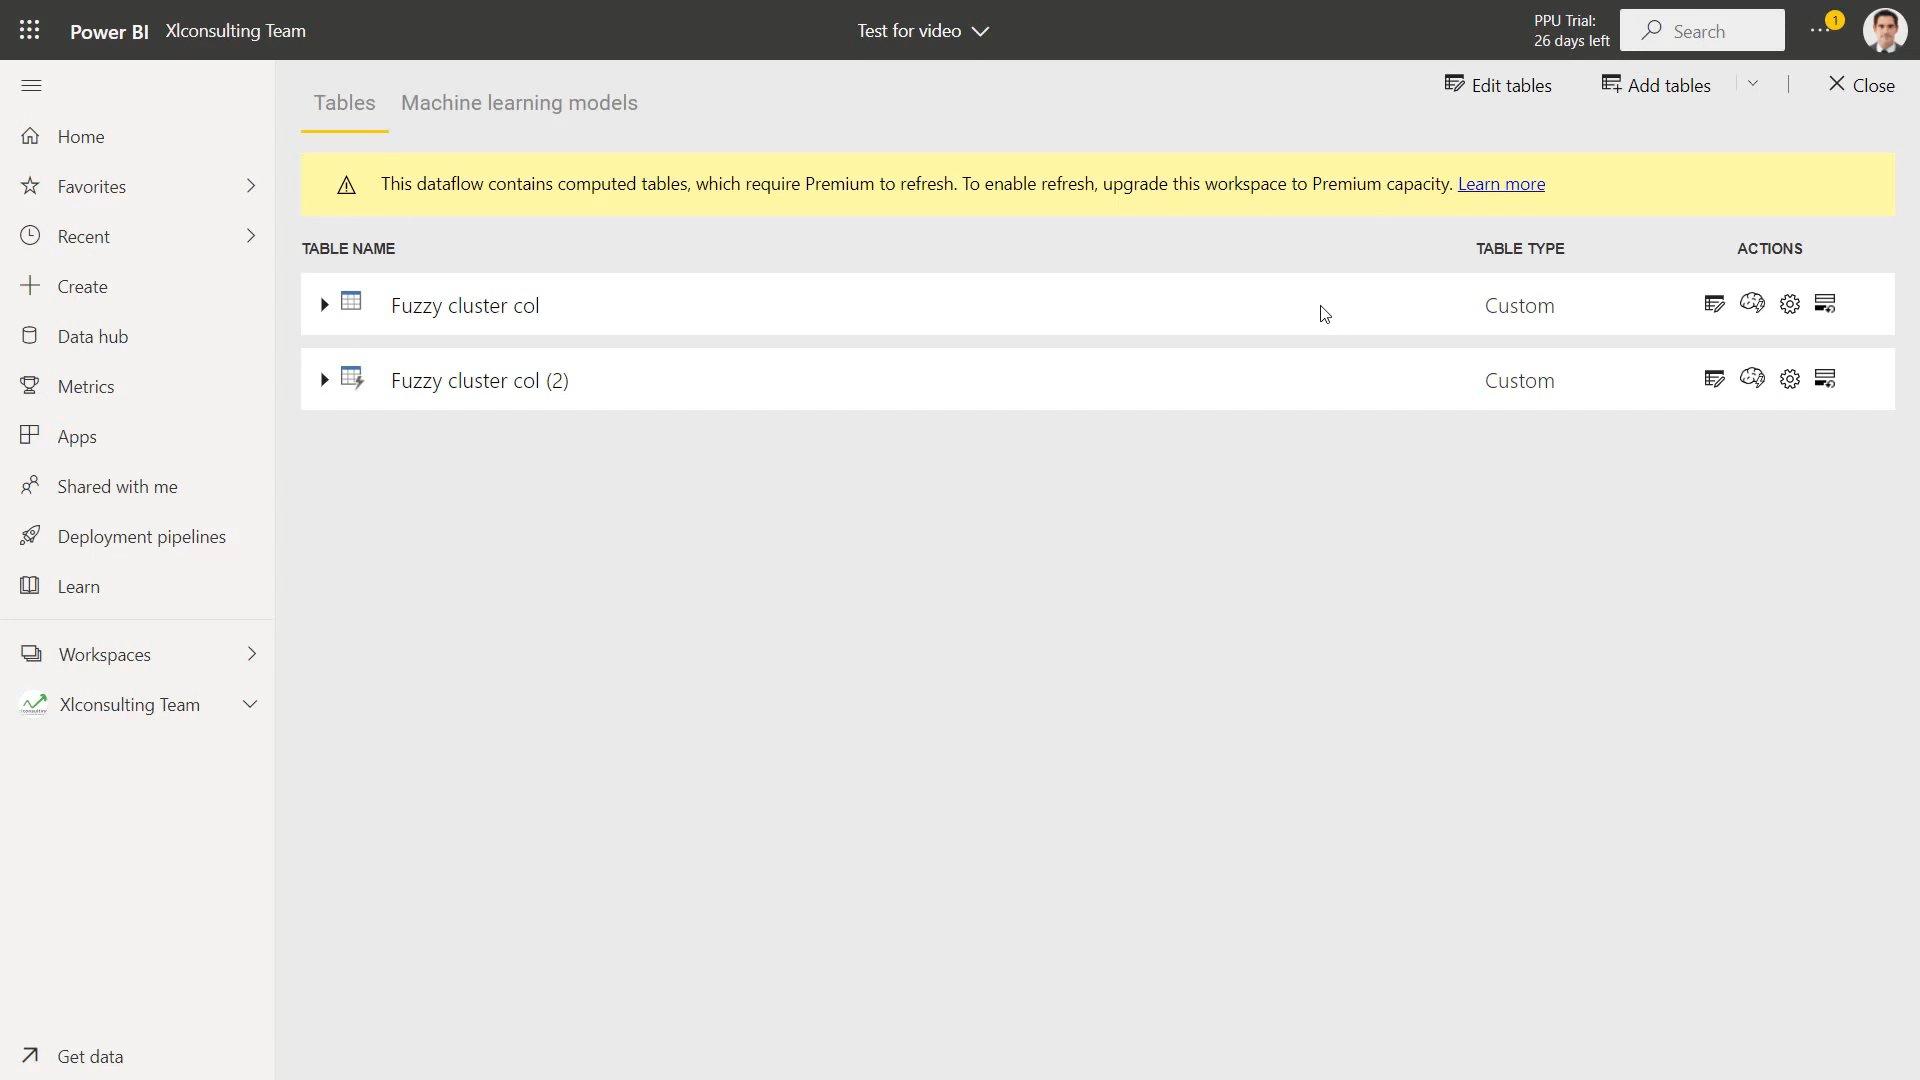 Power BI Xlconsulting Team
Test for video
PPU Trial:
26 days left
Search
1
Home
Favorites
Recent
Create
Data hub
Metrics
Apps
Shared with me
Deployment pipelines
Learn
Workspaces
Xlconsulting Team
Get data
Edit tables
Add tables
Close
Tables
Machine learning models
This dataflow contains computed tables, which require Premium to refresh. To enable refresh, upgrade this workspace to Premium capacity. Learn more
TABLE NAME TABLE TYPE ACTIONS
Fuzzy cluster col Custom
Fuzzy cluster col (2) Custom